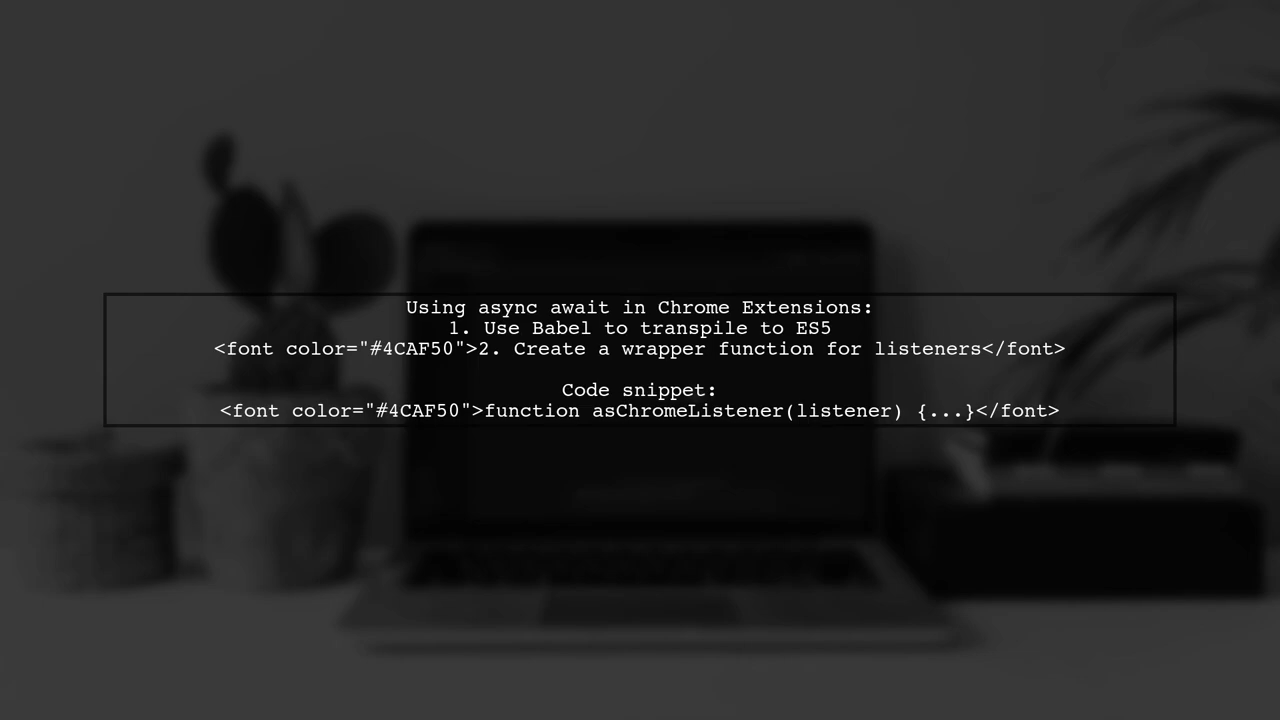 Using async await in Chrome Extensions:
1. Use Babel to transpile to ES5
<font color="#4CAF50">2. Create a wrapper function for listeners</font>
Code snippet:
<font color="#4CAF50">function asChromeListener(listener) {...}</font>